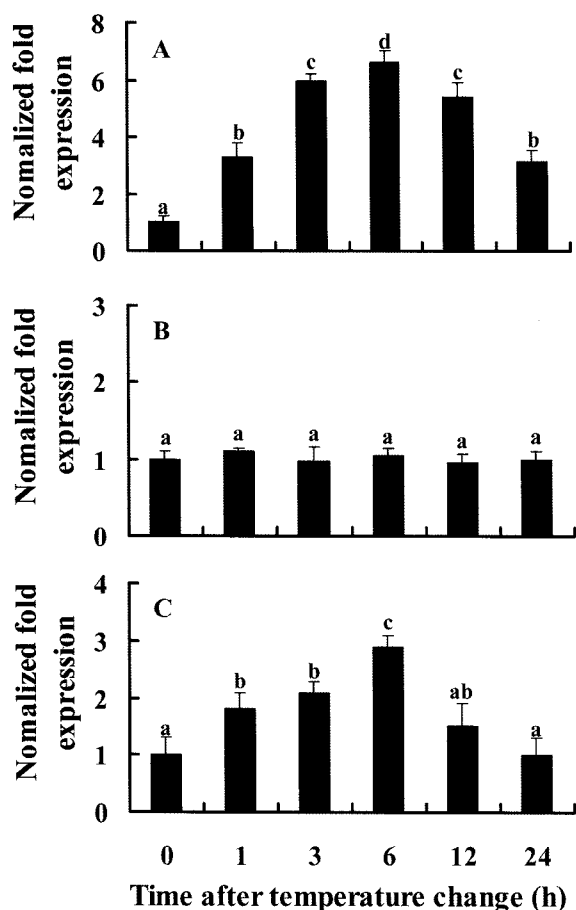 A
Nomalized fold
expression
8
6
4
2
0
a
b
c
d
c
b
B
Nomalized fold
expression
3
2
1
0
a
a
a
a
a
a
C
Nomalized fold
expression
4
3
2
1
0
a
b
b
c
ab
a
0 1 3 6 12 24
Time after temperature change (h)